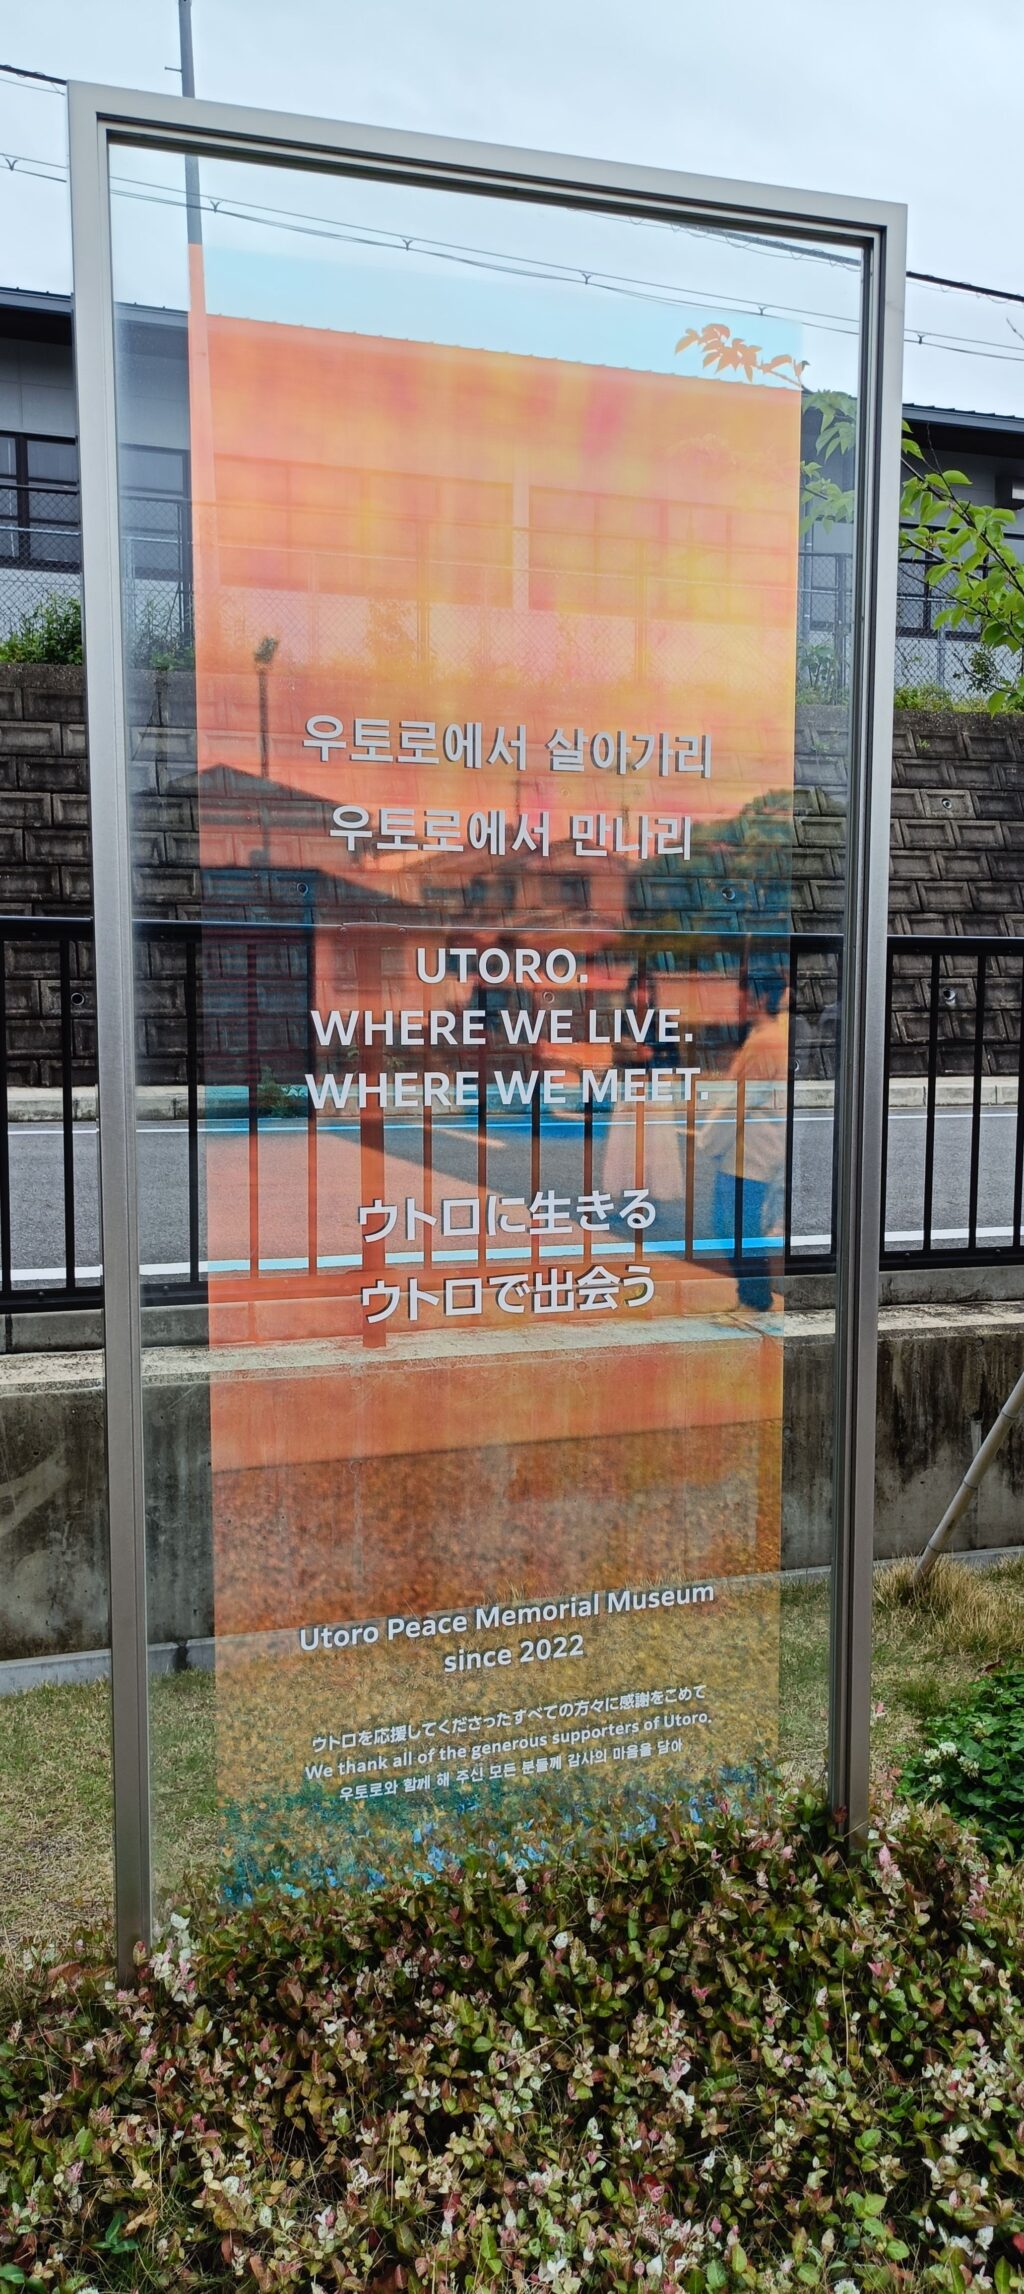 우토로에서 살아가리
우토로에서 만나리
UTORO.
WHERE WE LIVE.
WHERE WE MEET.
ウトロに生きる
ウトロで出会う
Utoro Peace Memorial Museum
since 2022
ウトロを応援してくださったすべての方々に感謝をこめて
We thank all of the generous supporters of Utoro.
우토로와 함께 해 주신 모든 분들께 감사의 마음을 담아